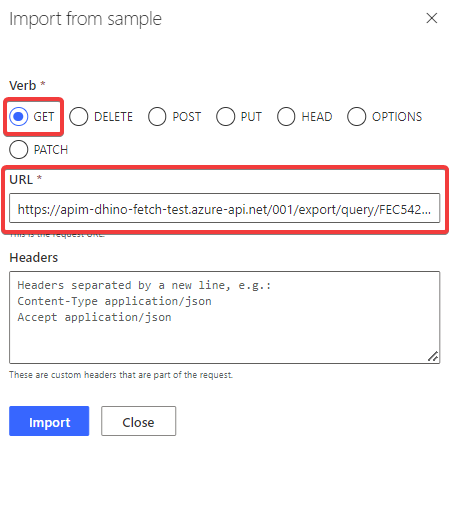 Import from sample
Verb *
GET DELETE POST PUT HEAD OPTIONS
PATCH
URL *
https://apim-dhino-fetch-test.azure-api.net/001/export/query/FEC542...
This is the request URL.
Headers
Headers separated by a new line, e.g.:
Content-Type application/json
Accept application/json
These are custom headers that are part of the request.
Import Close